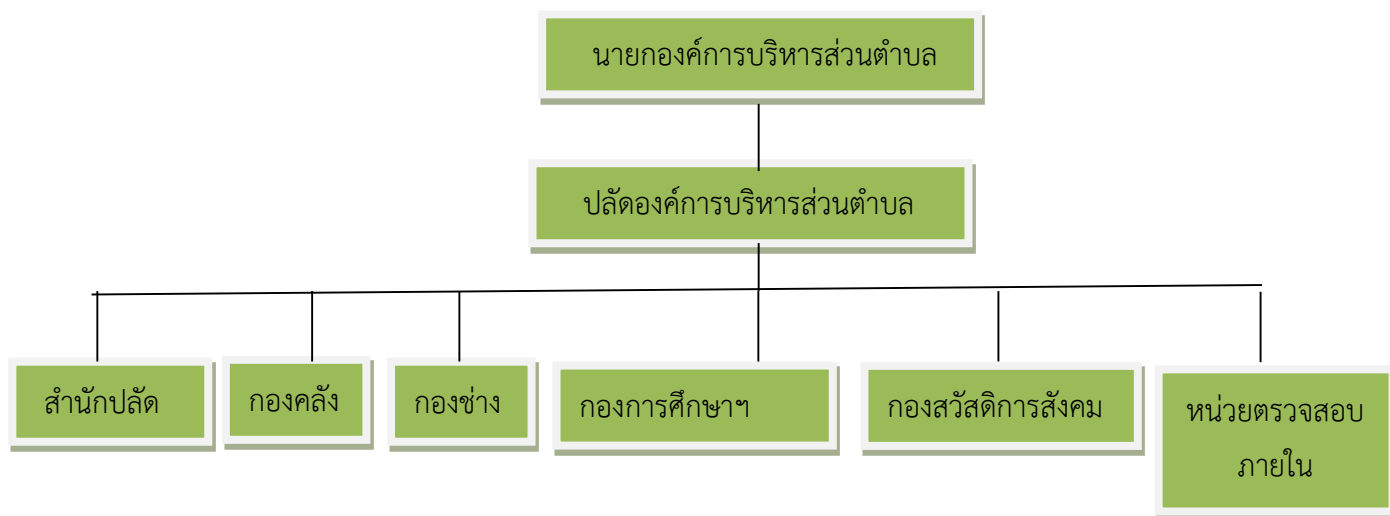 นายกองค์การบริหารส่วนตำบล
ปลัดองค์การบริหารส่วนตำบล
สำนักปลัด
กองคลัง
กองช่าง
กองการศึกษาฯ
กองสวัสดิการสังคม
หน่วยตรวจสอบ
ภายใน